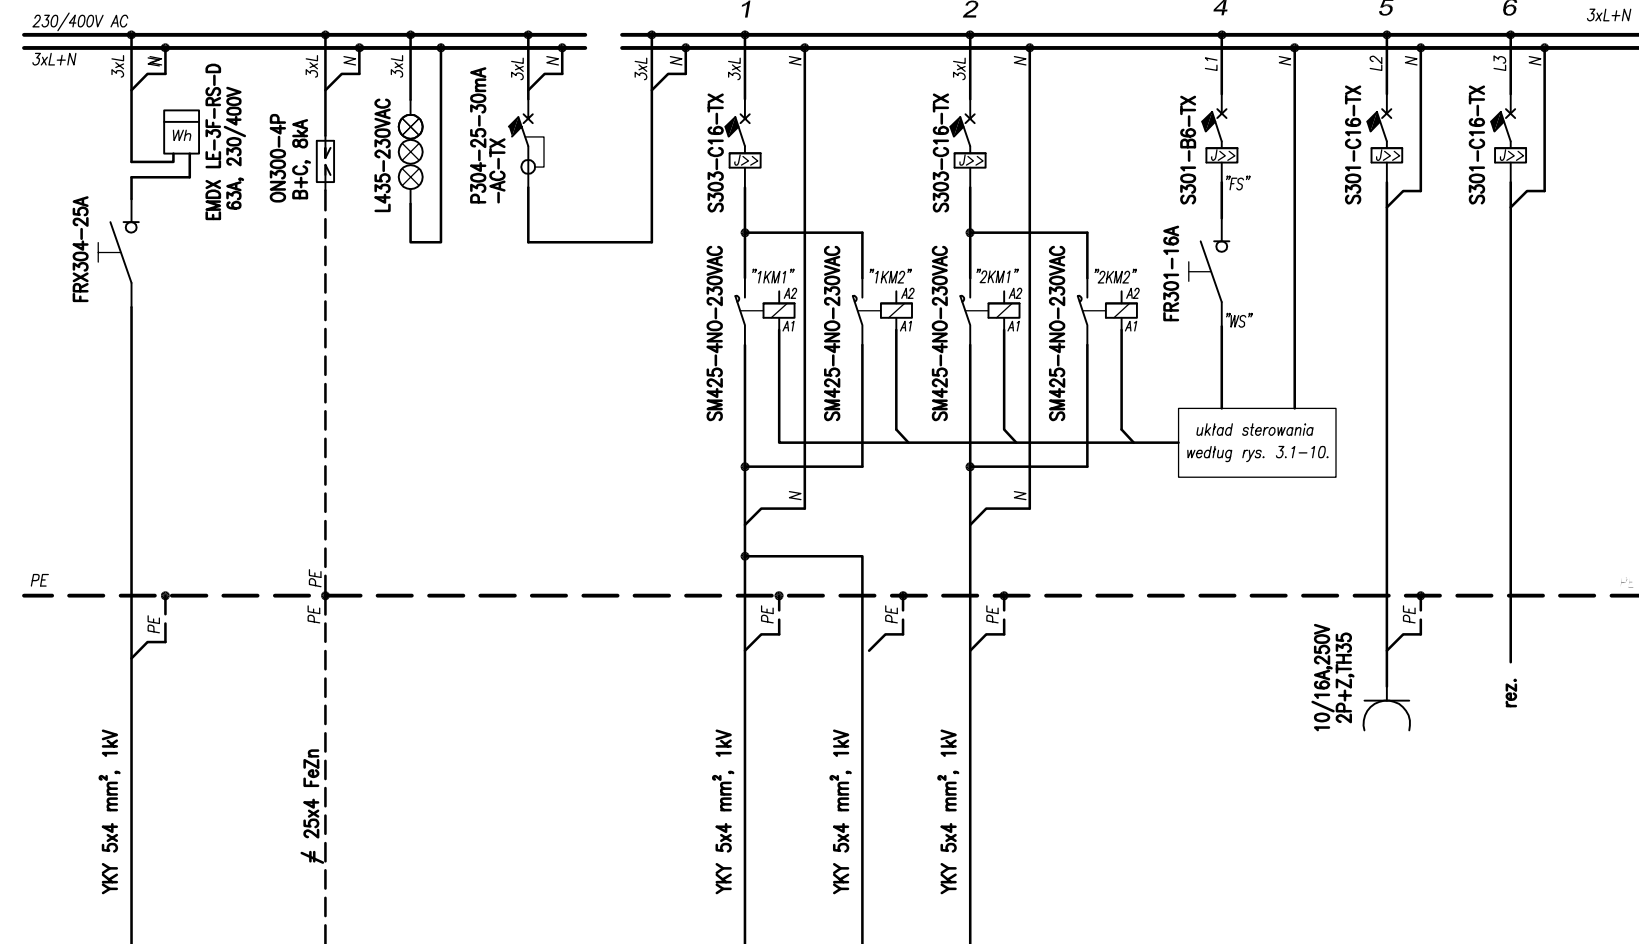 1
2
4
5
6
230/400V AC
3xL+N
3xL+N
3xL
N
3xL
N
3xL
3xL
N
3xL
N
3xL
N
3xL
N
L1
N
L2
N
L3
N
Wh
EMDX LE-3F-RS-D
63A, 230/400V
ON300-4P
B+C, 8kA
L435-230VAC
P304-25-30mA
-AC-TX
S303-C16-TX
J>>
S303-C16-TX
J>>
S301-B6-TX
J>>
"FS"
S301-C16-TX
J>>
S301-C16-TX
J>>
FRX304-25A
SM425-4NO-230VAC
"1KM1"
A2
A1
SM425-4NO-230VAC
"1KM2"
A2
A1
SM425-4NO-230VAC
"2KM1"
A2
A1
SM425-4NO-230VAC
"2KM2"
A2
A1
FR301-16A
"WS"
układ sterowania
według rys. 3.1-10.
N
N
PE
PE
PE
PE
PE
PE
PE
PE
PE
10/16A,250V
2P+Z,TH35
rez.
YKY 5x4 mm², 1kV
25x4 FeZn
YKY 5x4 mm², 1kV
YKY 5x4 mm², 1kV
YKY 5x4 mm², 1kV